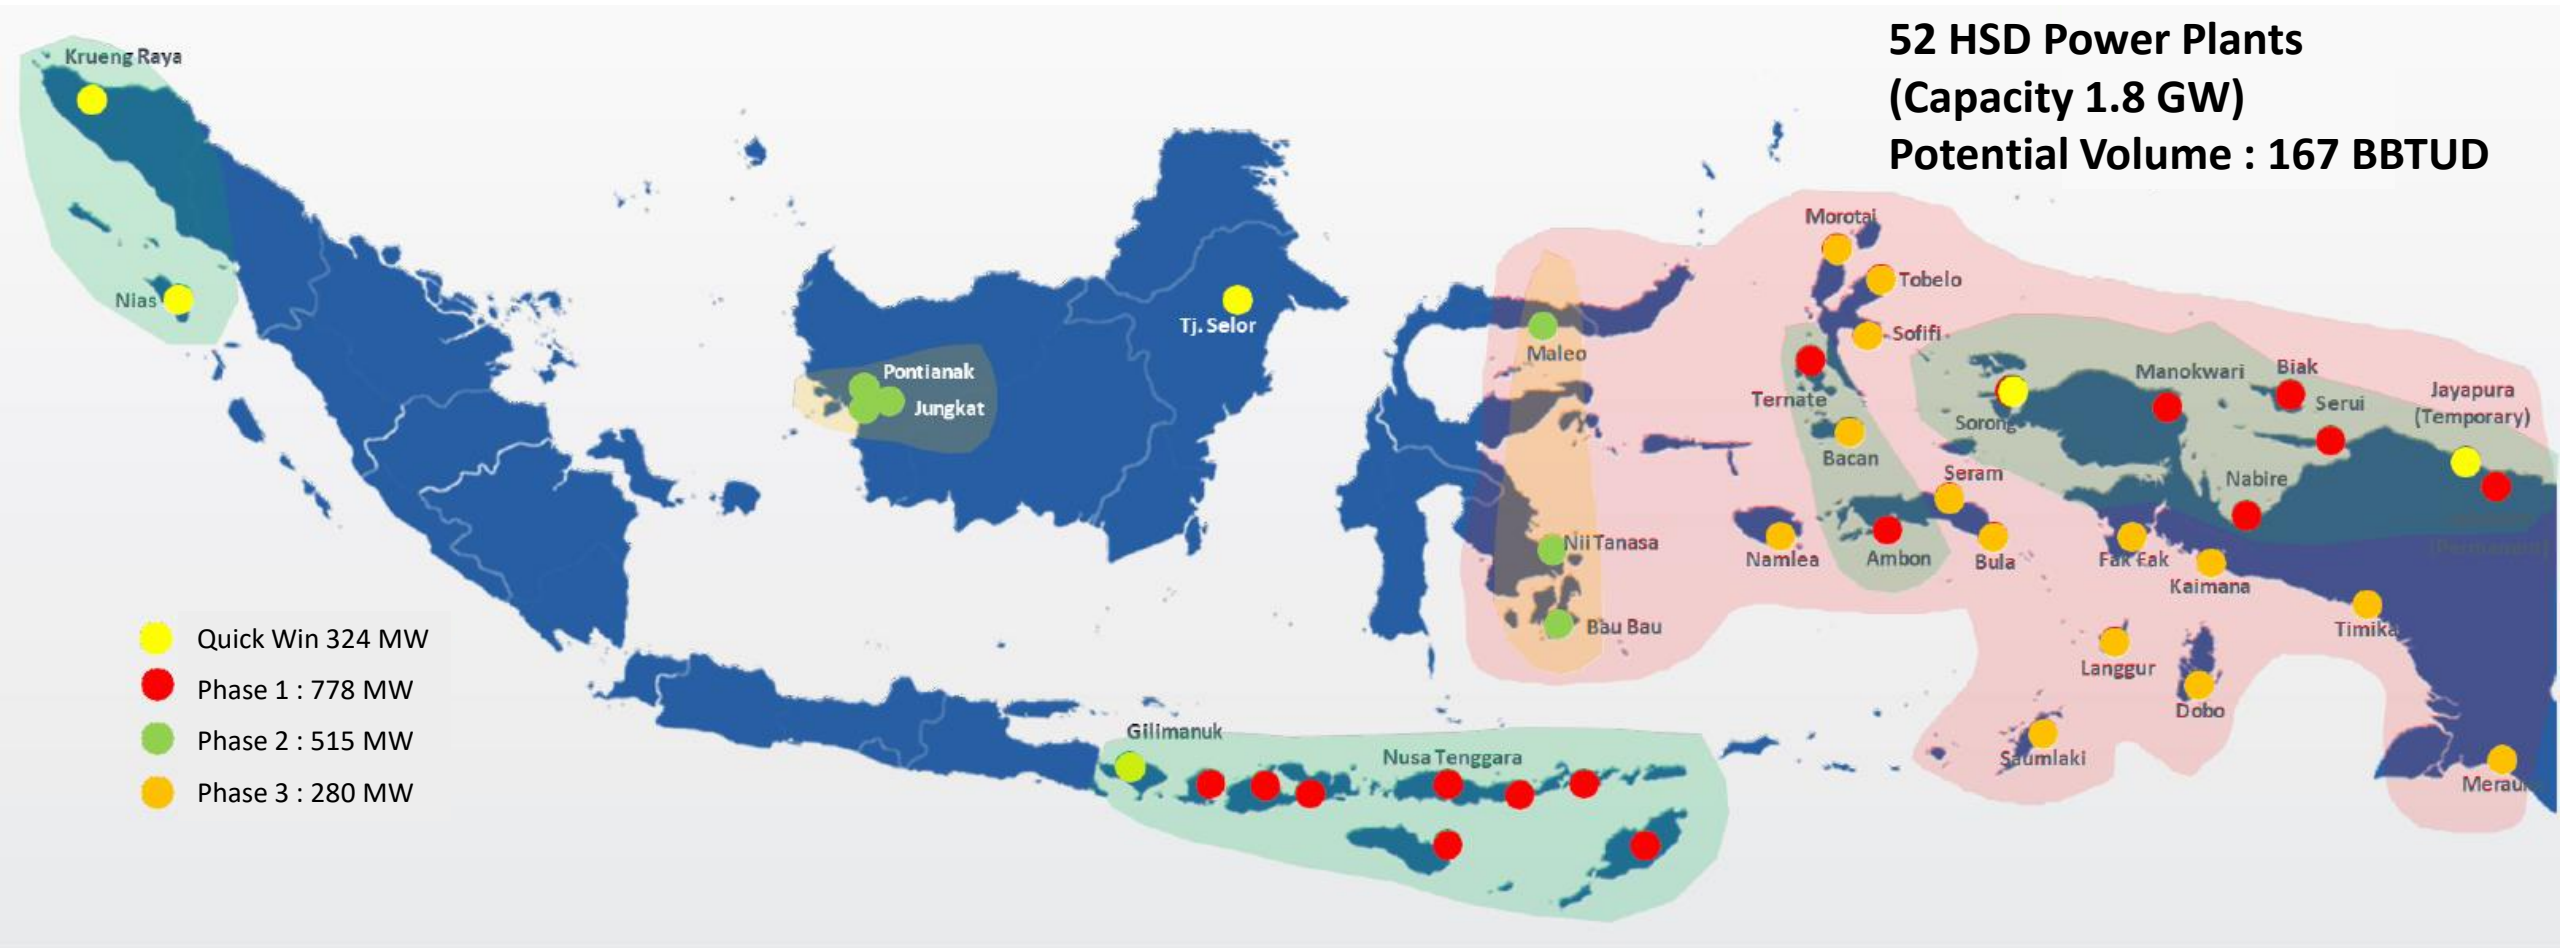 52 HSD Power Plants
(Capacity 1.8 GW)
Potential Volume : 167 BBTUD
Krueng Raya
Nias
Tj. Selor
Pontianak
Jungkat
Maleo
Nii Tanasa
Bau Bau
Morotai
Tobelo
Sofifi
Ternate
Bacan
Sorong
Manokwari
Biak
Serui
Jayapura
(Temporary)
Seram
Nabire
Namlea
Ambon
Bula
Fak Fak
Kaimana
Timika
Langgur
Dobo
Saumlaki
Gilimanuk
Nusa Tenggara
Quick Win 324 MW
Phase 1 : 778 MW
Phase 2 : 515 MW
Phase 3 : 280 MW